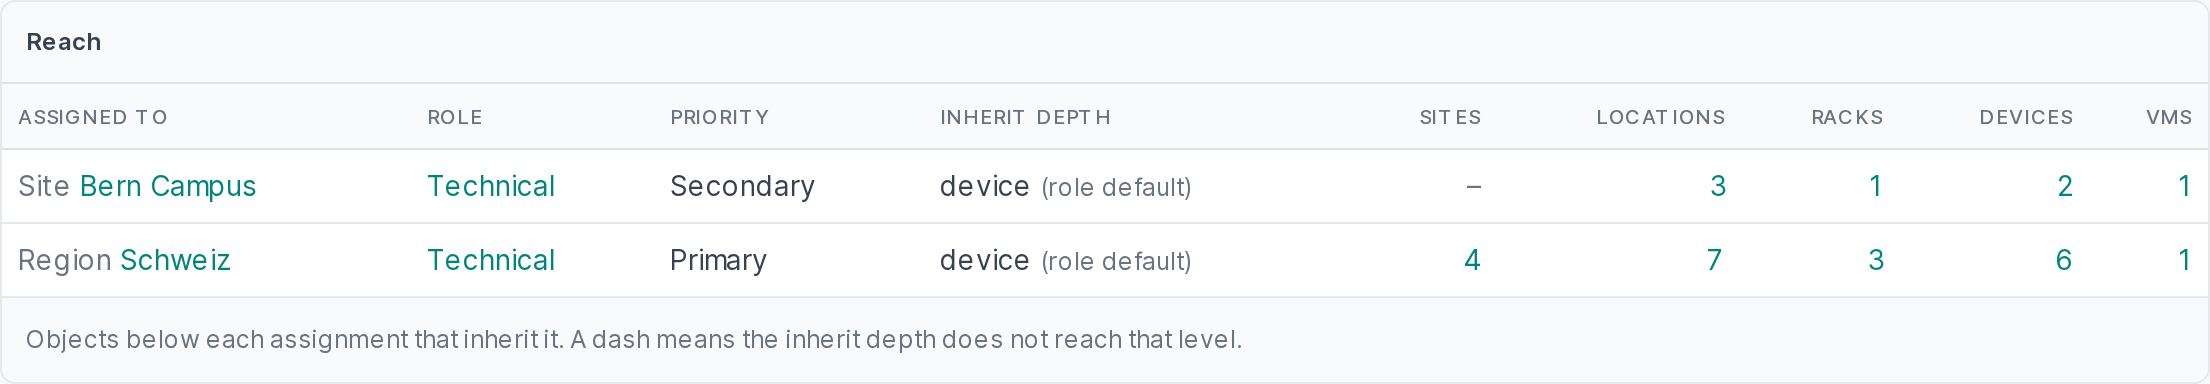 Reach
ASSIGNED TO ROLE PRIORITY INHERIT DEPTH SITES LOCATIONS RACKS DEVICES VMS
Site Bern Campus Technical Secondary device (role default) – 3 1 2 1
Region Schweiz Technical Primary device (role default) 4 7 3 6 1
Objects below each assignment that inherit it. A dash means the inherit depth does not reach that level.